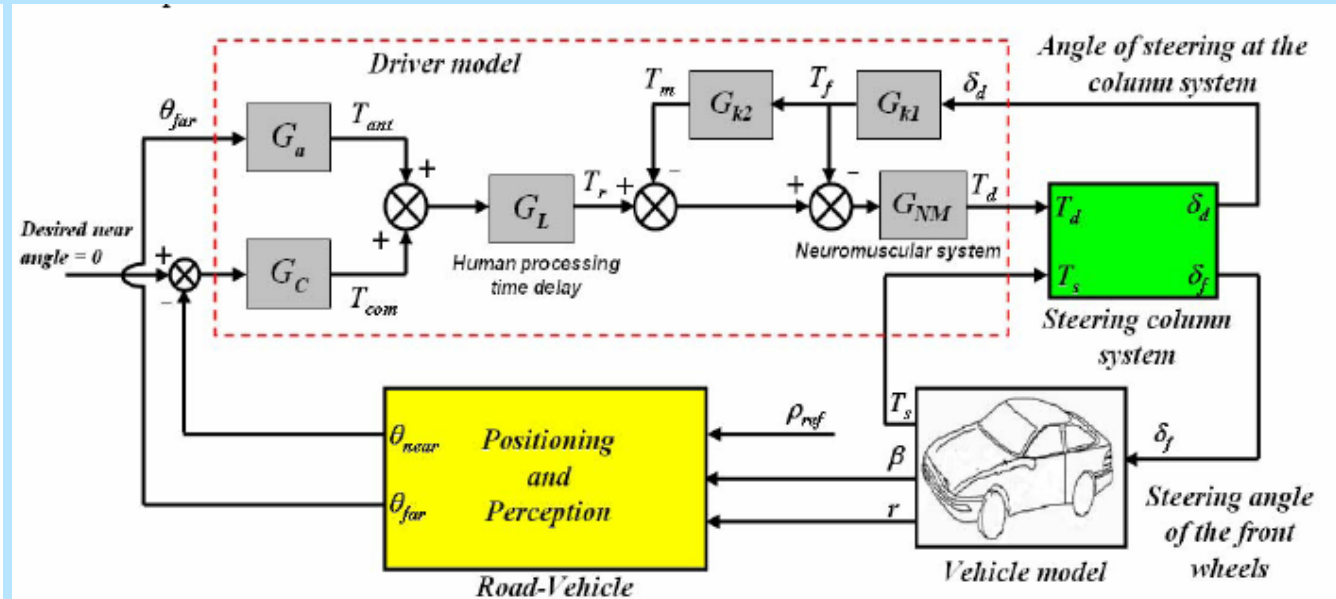 Driver model
Angle of steering at the
column system
θfar
Ga
Tant
Tm
Gk2
Tf
Gk1
δd
+
+
GL
Tr
+
-
+
-
GNM
Td
Td
δd
Desired near
angle = 0
+
-
GC
Tcom
Human processing
time delay
Neuromuscular system
Ts
δf
Steering column
system
θnear
θfar
Positioning
and
Perception
ρref
β
r
Ts
δf
Steering angle
of the front
wheels
Road-Vehicle
Vehicle model